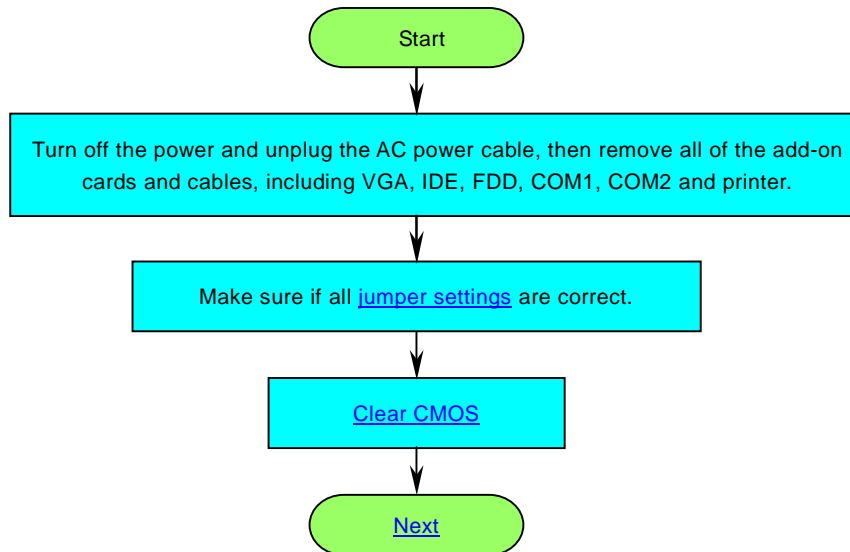 Start
Turn off the power and unplug the AC power cable, then remove all of the add-on
cards and cables, including VGA, IDE, FDD, COM1, COM2 and printer.
Make sure if all jumper settings are correct.
Clear CMOS
Next